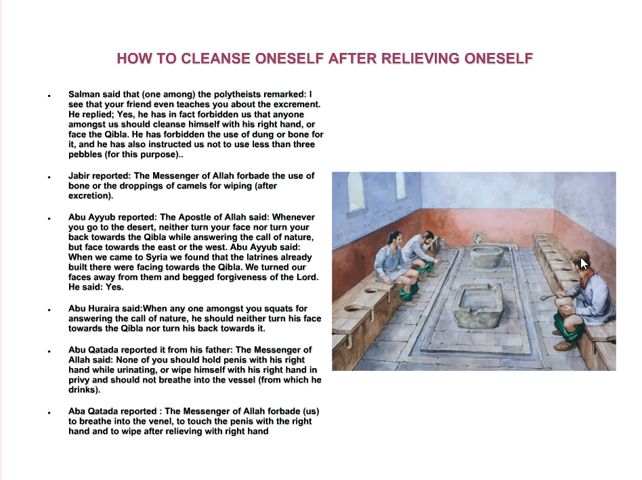 HOW TO CLEANSE ONESELF AFTER RELIEVING ONESELF
• Salman said that (one among) the polytheists remarked: I
see that your friend even teaches you about the excrement.
He replied; Yes, he has in fact forbidden us that anyone
amongst us should cleanse himself with his right hand, or
face the Qibla. He has forbidden the use of dung or bone for
it, and he has also instructed us not to use less than three
pebbles (for this purpose)..
• Jabir reported: The Messenger of Allah forbade the use of
bone or the droppings of camels for wiping (after
excretion).
• Abu Ayyub reported: The Apostle of Allah said: Whenever
you go to the desert, neither turn your face nor turn your
back towards the Qibla while answering the call of nature,
but face towards the east or the west. Abu Ayyub said:
When we came to Syria we found that the latrines already
built there were facing towards the Qibla. We turned our
faces away from them and begged forgiveness of the Lord.
He said: Yes.
• Abu Huraira said:When any one amongst you squats for
answering the call of nature, he should neither turn his face
towards the Qibla nor turn his back towards it.
• Abu Qatada reported it from his father: The Messenger of
Allah said: None of you should hold penis with his right
hand while urinating, or wipe himself with his right hand in
privy and should not breathe into the vessel (from which he
drinks).
• Aba Qatada reported : The Messenger of Allah forbade (us)
to breathe into the venel, to touch the penis with the right
hand and to wipe after relieving with right hand